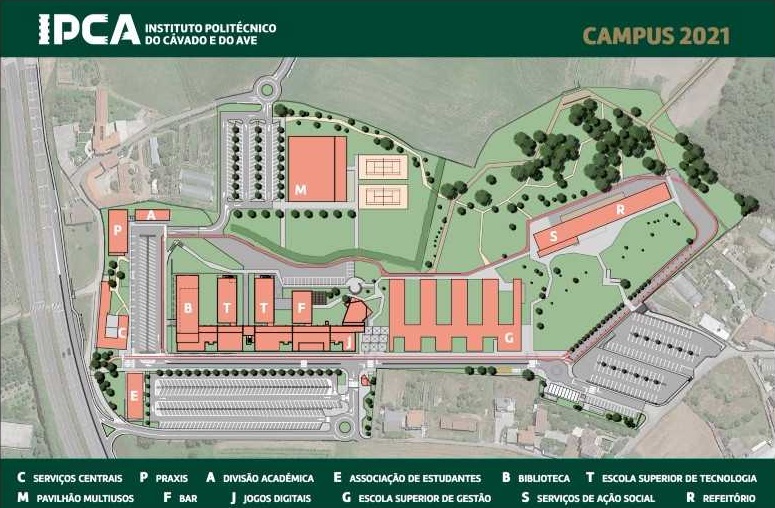 IPCA INSTITUTO POLITÉCNICO
DO CÁVADO E DO AVE
CAMPUS 2021
M
P
A
R
S
B
T
T
F
C
J
G
E
C SERVIÇOS CENTRAIS P PRAXIS A DIVISÃO ACADÊMICA E ASSOCIAÇÃO DE ESTUDANTES B BIBLIOTECA T ESCOLA SUPERIOR DE TECNOLOGIA
M PAVILHÃO MULTIUSOS F BAR J JOGOS DIGITAIS G ESCOLA SUPERIOR DE GESTÃO S SERVIÇOS DE AÇÃO SOCIAL R REFEITÓRIO